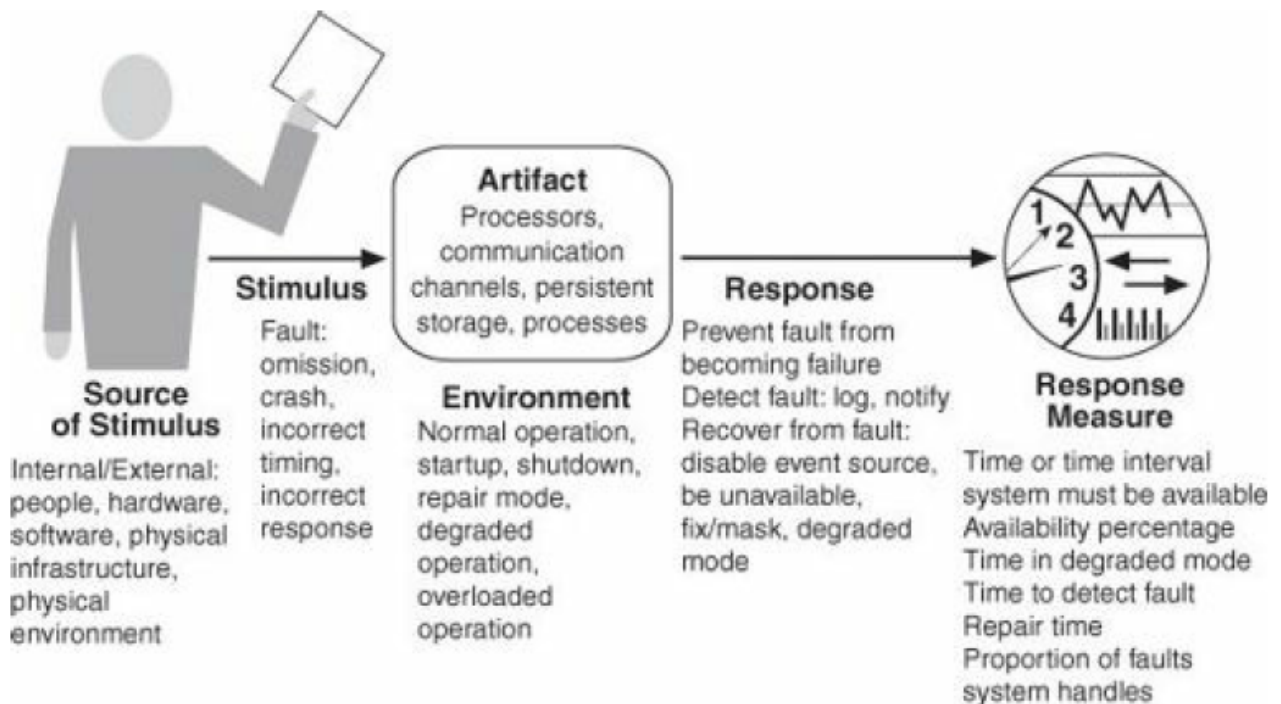 Source
of Stimulus
Internal/External:
people, hardware,
software, physical
infrastructure,
physical
environment
Stimulus
Fault:
omission,
crash,
incorrect
timing,
incorrect
response
Artifact
Processors,
communication
channels, persistent
storage, processes
Environment
Normal operation,
startup, shutdown,
repair mode,
degraded
operation,
overloaded
operation
Response
Prevent fault from
becoming failure
Detect fault: log, notify
Recover from fault:
disable event source,
be unavailable,
fix/mask, degraded
mode
1
2
3
4
Response
Measure
Time or time interval
system must be available
Availability percentage
Time in degraded mode
Time to detect fault
Repair time
Proportion of faults
system handles